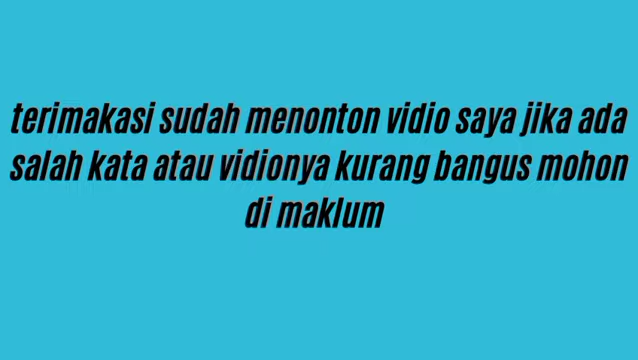 terimakasi sudah menonton vidio saya jika ada
salah kata atau vidionya kurang bangus mohon
di maklum